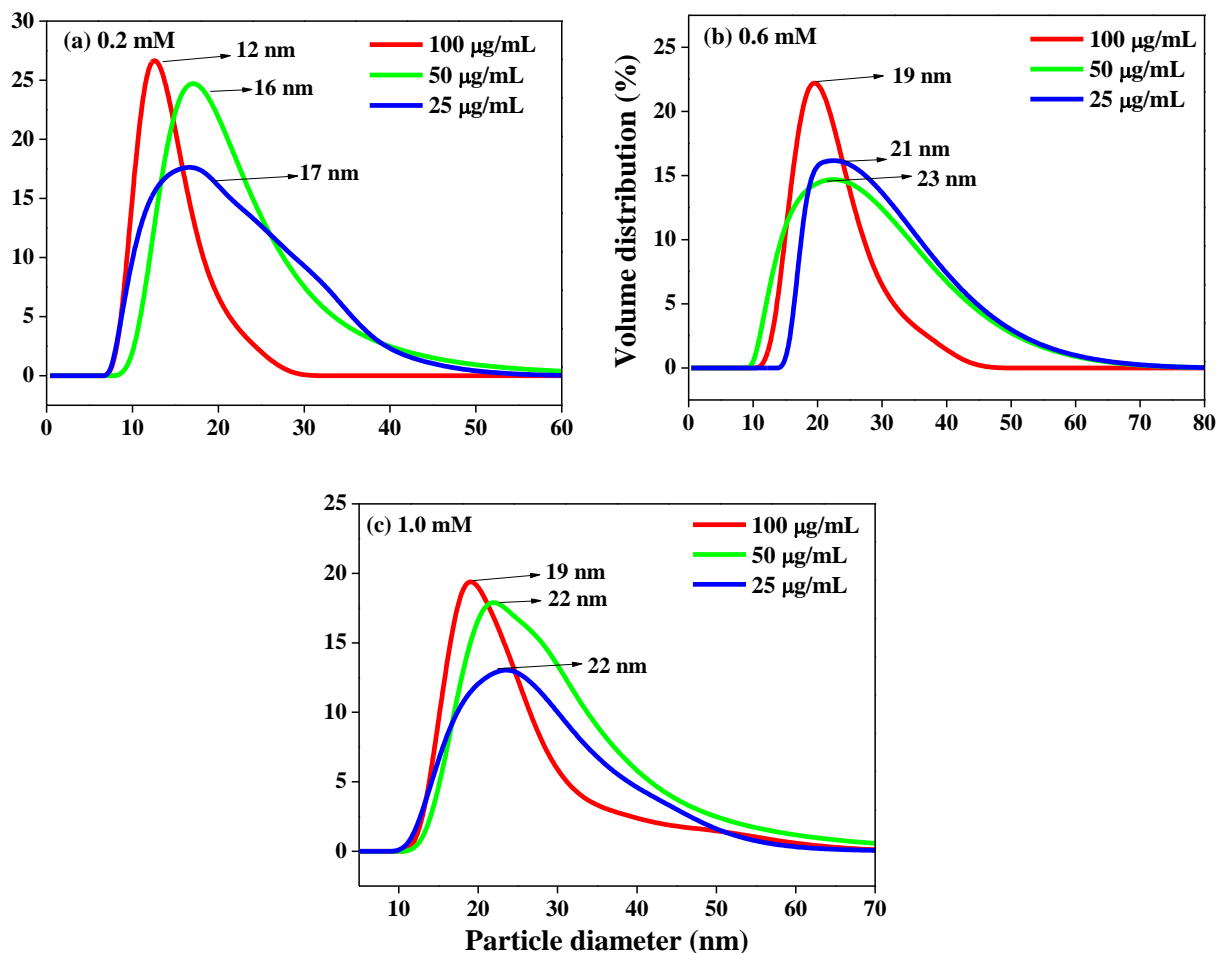 (a) 0.2 mM
100 μg/mL
50 μg/mL
25 μg/mL
12 nm
16 nm
17 nm
30
25
20
15
10
5
0
0 10 20 30 40 50 60
(b) 0.6 mM
100 μg/mL
50 μg/mL
25 μg/mL
19 nm
21 nm
23 nm
Volume distribution (%)
25
20
15
10
5
0
0 10 20 30 40 50 60 70 80
(c) 1.0 mM
100 μg/mL
50 μg/mL
25 μg/mL
19 nm
22 nm
22 nm
25
20
15
10
5
0
10 20 30 40 50 60 70
Particle diameter (nm)